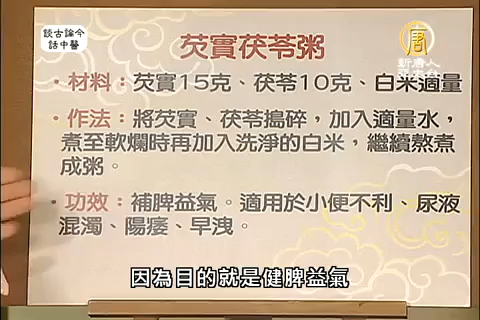 談古論今
話中醫
新唐人
芡實茯苓粥
•材料：芡實15克、茯苓10克、白米適量
•作法：將芡實、茯苓搗碎，加入適量水，
煮至軟爛時再加入洗淨的白米，繼續熬煮
成粥。
•功效：補脾益氣。適用於小便不利、尿液
混濁、陽痿、早洩。
因為目的就是健脾益氣